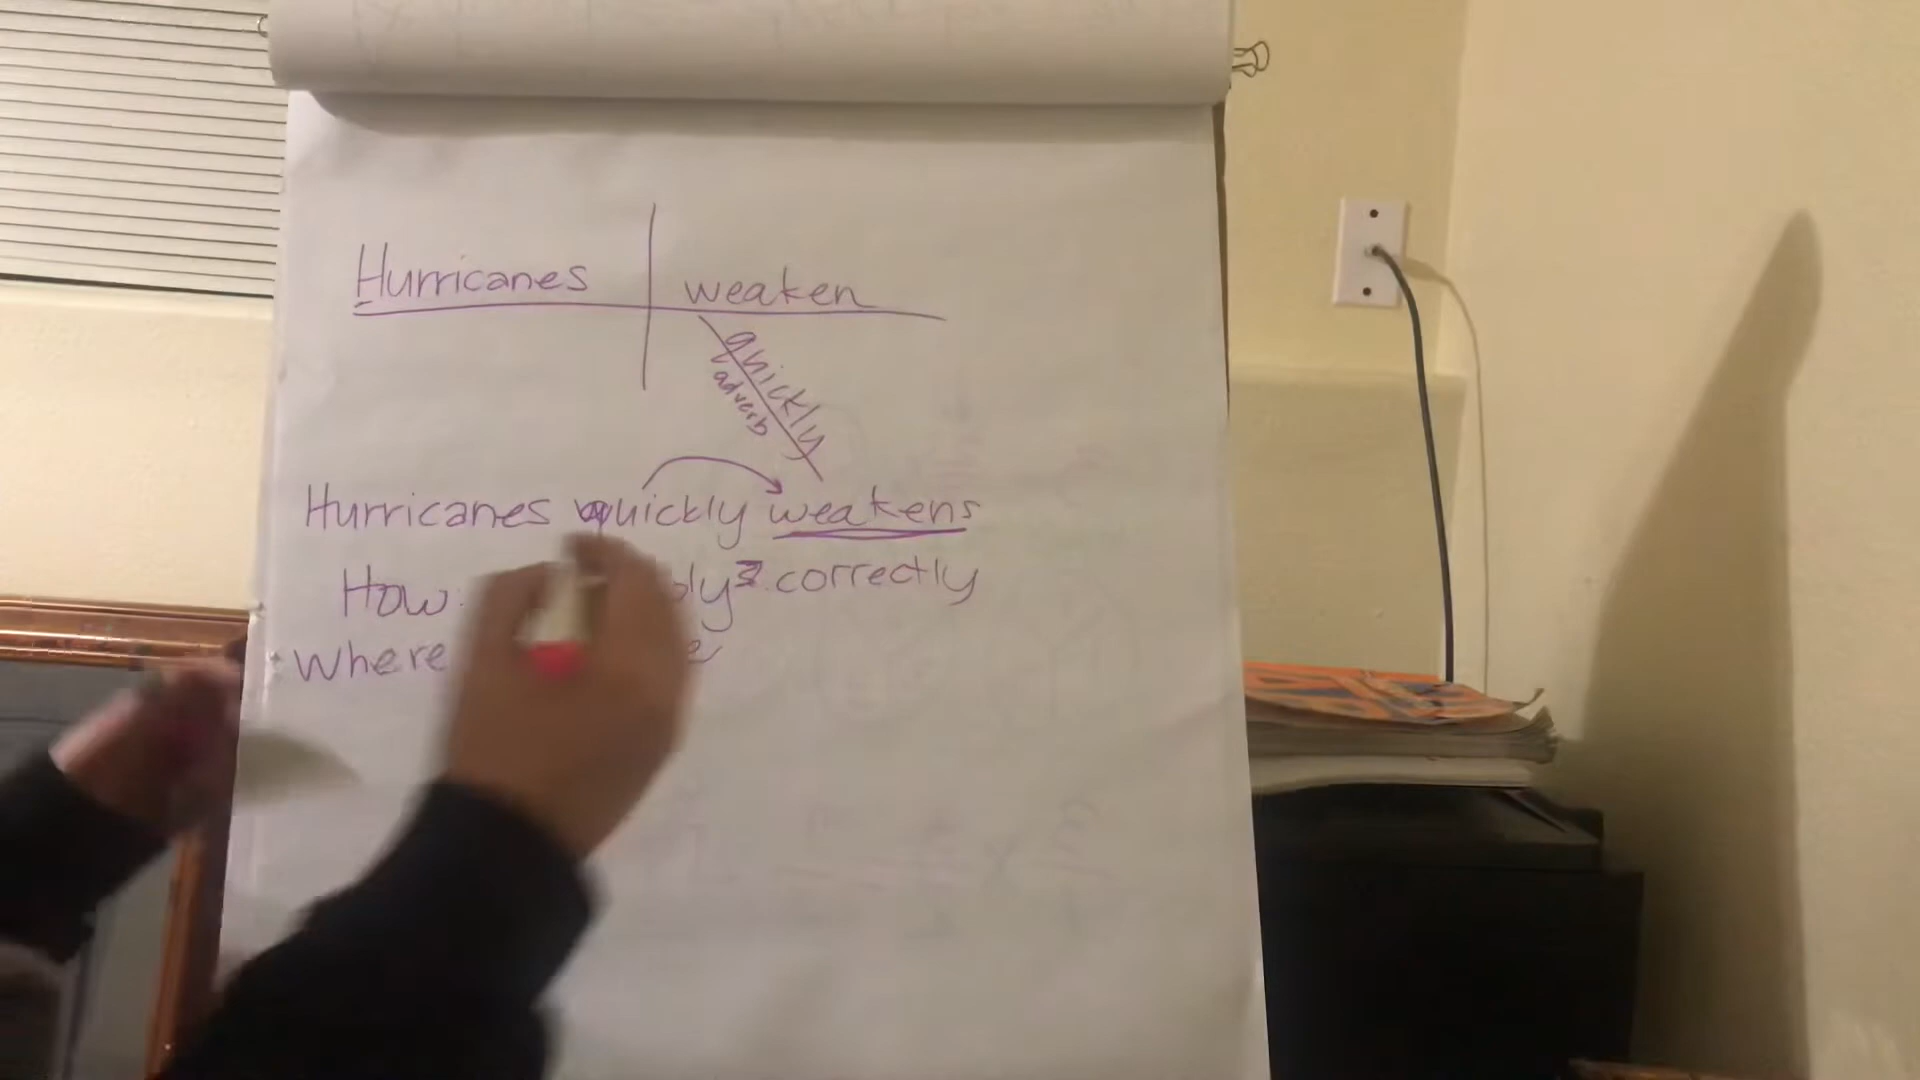 Hurricanes weaken
quickly
adverb
Hurricanes quickly weakens
How correctly
Where